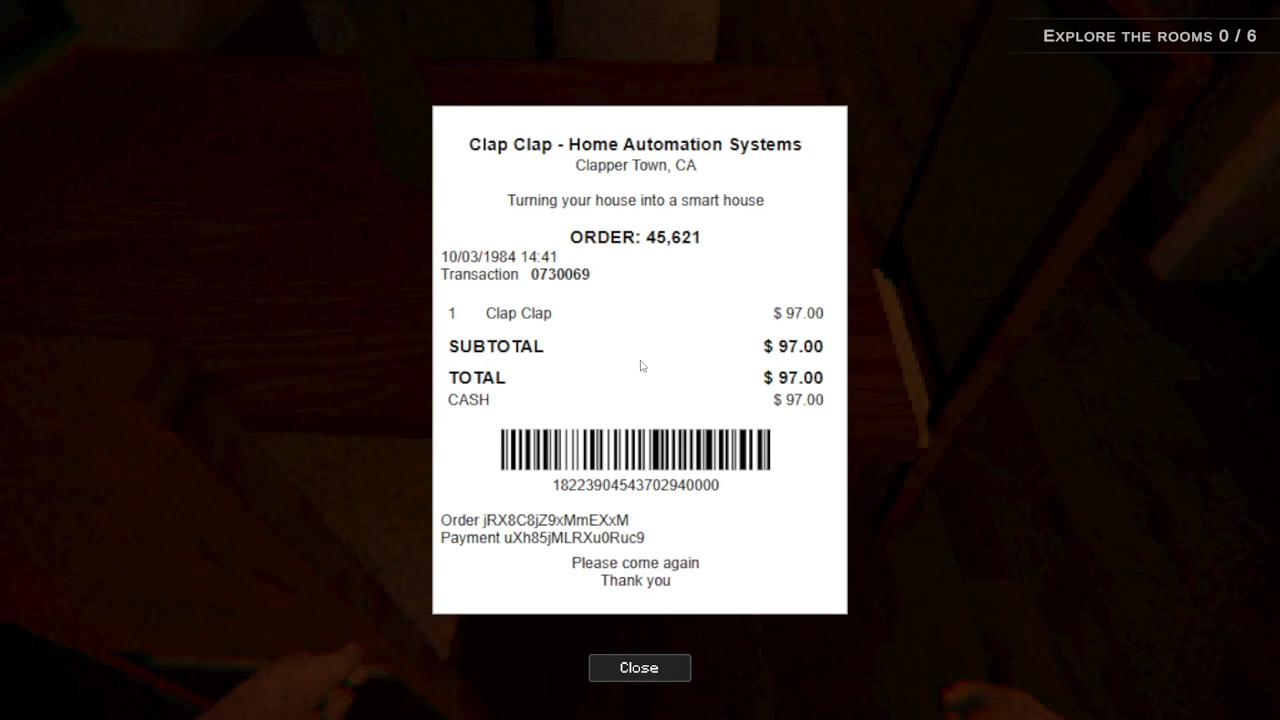 EXPLORE THE ROOMS 0 / 6
Clap Clap - Home Automation Systems
Clapper Town, CA
Turning your house into a smart house
ORDER: 45,621
10/03/1984 14:41
Transaction 0730069
1 Clap Clap $ 97.00
SUBTOTAL $ 97.00
TOTAL $ 97.00
CASH $ 97.00
18223904543702940000
Order jRX8C8jZ9xMmEXxM
Payment uXh85jMLRXu0Ruc9
Please come again
Thank you
Close